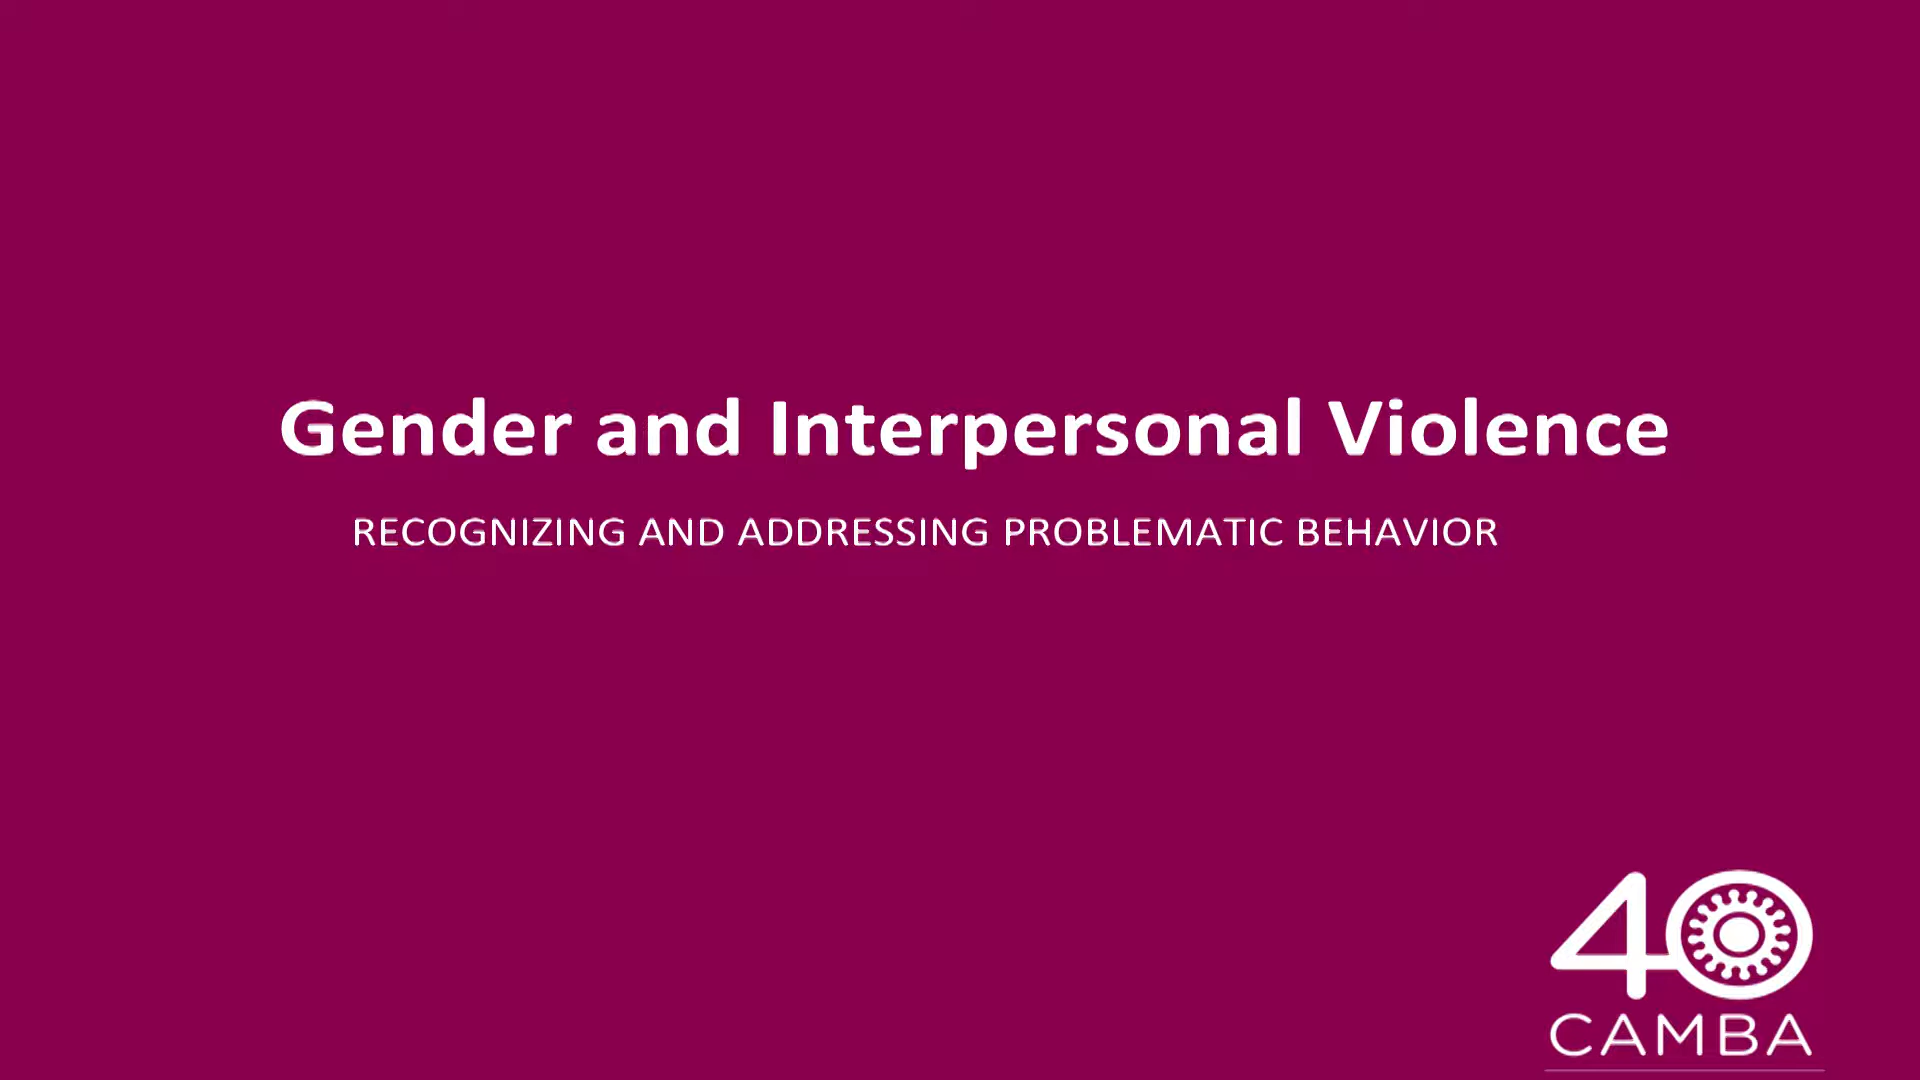 Gender and Interpersonal Violence
RECOGNIZING AND ADDRESSING PROBLEMATIC BEHAVIOR
40
CAMBA